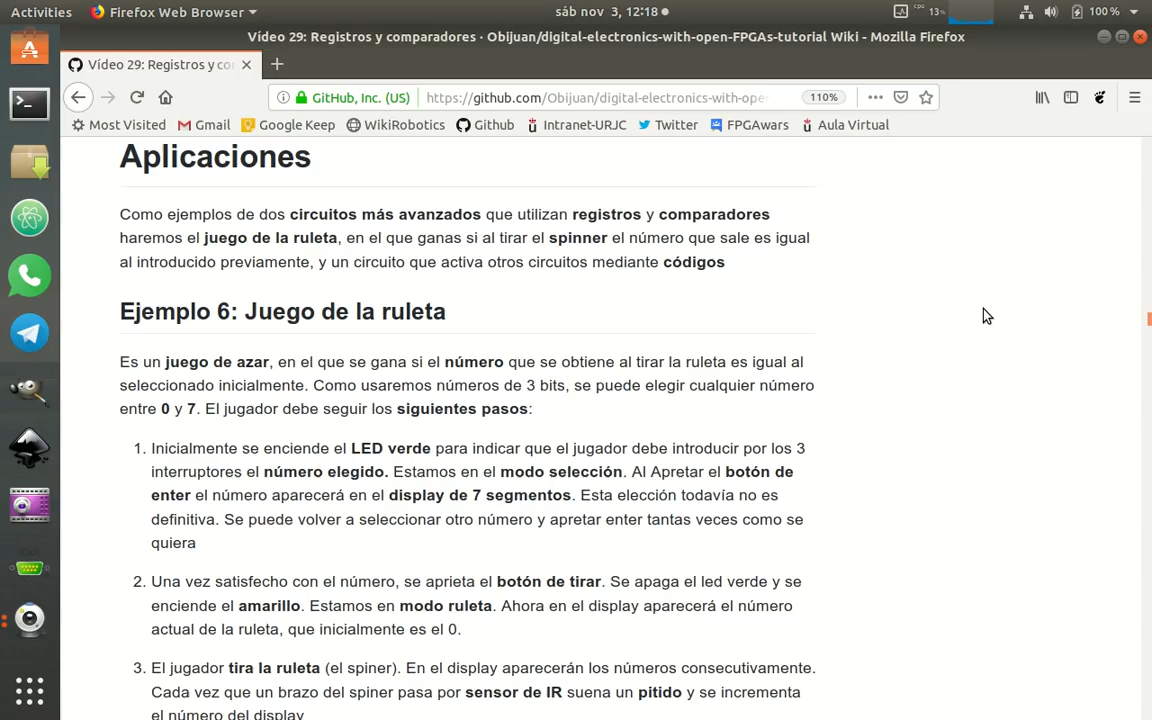 Activities
Firefox Web Browser
sáb nov 3, 12:18
cpu 13%
100 %
Vídeo 29: Registros y comparadores · Obijuan/digital-electronics-with-open-FPGAs-tutorial Wiki - Mozilla Firefox
Vídeo 29: Registros y co
GitHub, Inc. (US)
https://github.com/Obijuan/digital-electronics-with-ope
110%
Most Visited
Gmail
Google Keep
WikiRobotics
Github
Intranet-URJC
Twitter
FPGAwars
Aula Virtual
Aplicaciones
Como ejemplos de dos circuitos más avanzados que utilizan registros y comparadores
haremos el juego de la ruleta, en el que ganas si al tirar el spinner el número que sale es igual
al introducido previamente, y un circuito que activa otros circuitos mediante códigos
Ejemplo 6: Juego de la ruleta
Es un juego de azar, en el que se gana si el número que se obtiene al tirar la ruleta es igual al
seleccionado inicialmente. Como usaremos números de 3 bits, se puede elegir cualquier número
entre 0 y 7. El jugador debe seguir los siguientes pasos:
1. Inicialmente se enciende el LED verde para indicar que el jugador debe introducir por los 3
interruptores el número elegido. Estamos en el modo selección. Al Apretar el botón de
enter el número aparecerá en el display de 7 segmentos. Esta elección todavía no es
definitiva. Se puede volver a seleccionar otro número y apretar enter tantas veces como se
quiera
2. Una vez satisfecho con el número, se aprieta el botón de tirar. Se apaga el led verde y se
enciende el amarillo. Estamos en modo ruleta. Ahora en el display aparecerá el número
actual de la ruleta, que inicialmente es el 0.
3. El jugador tira la ruleta (el spiner). En el display aparecerán los números consecutivamente.
Cada vez que un brazo del spiner pasa por sensor de IR suena un pitido y se incrementa
el número del display